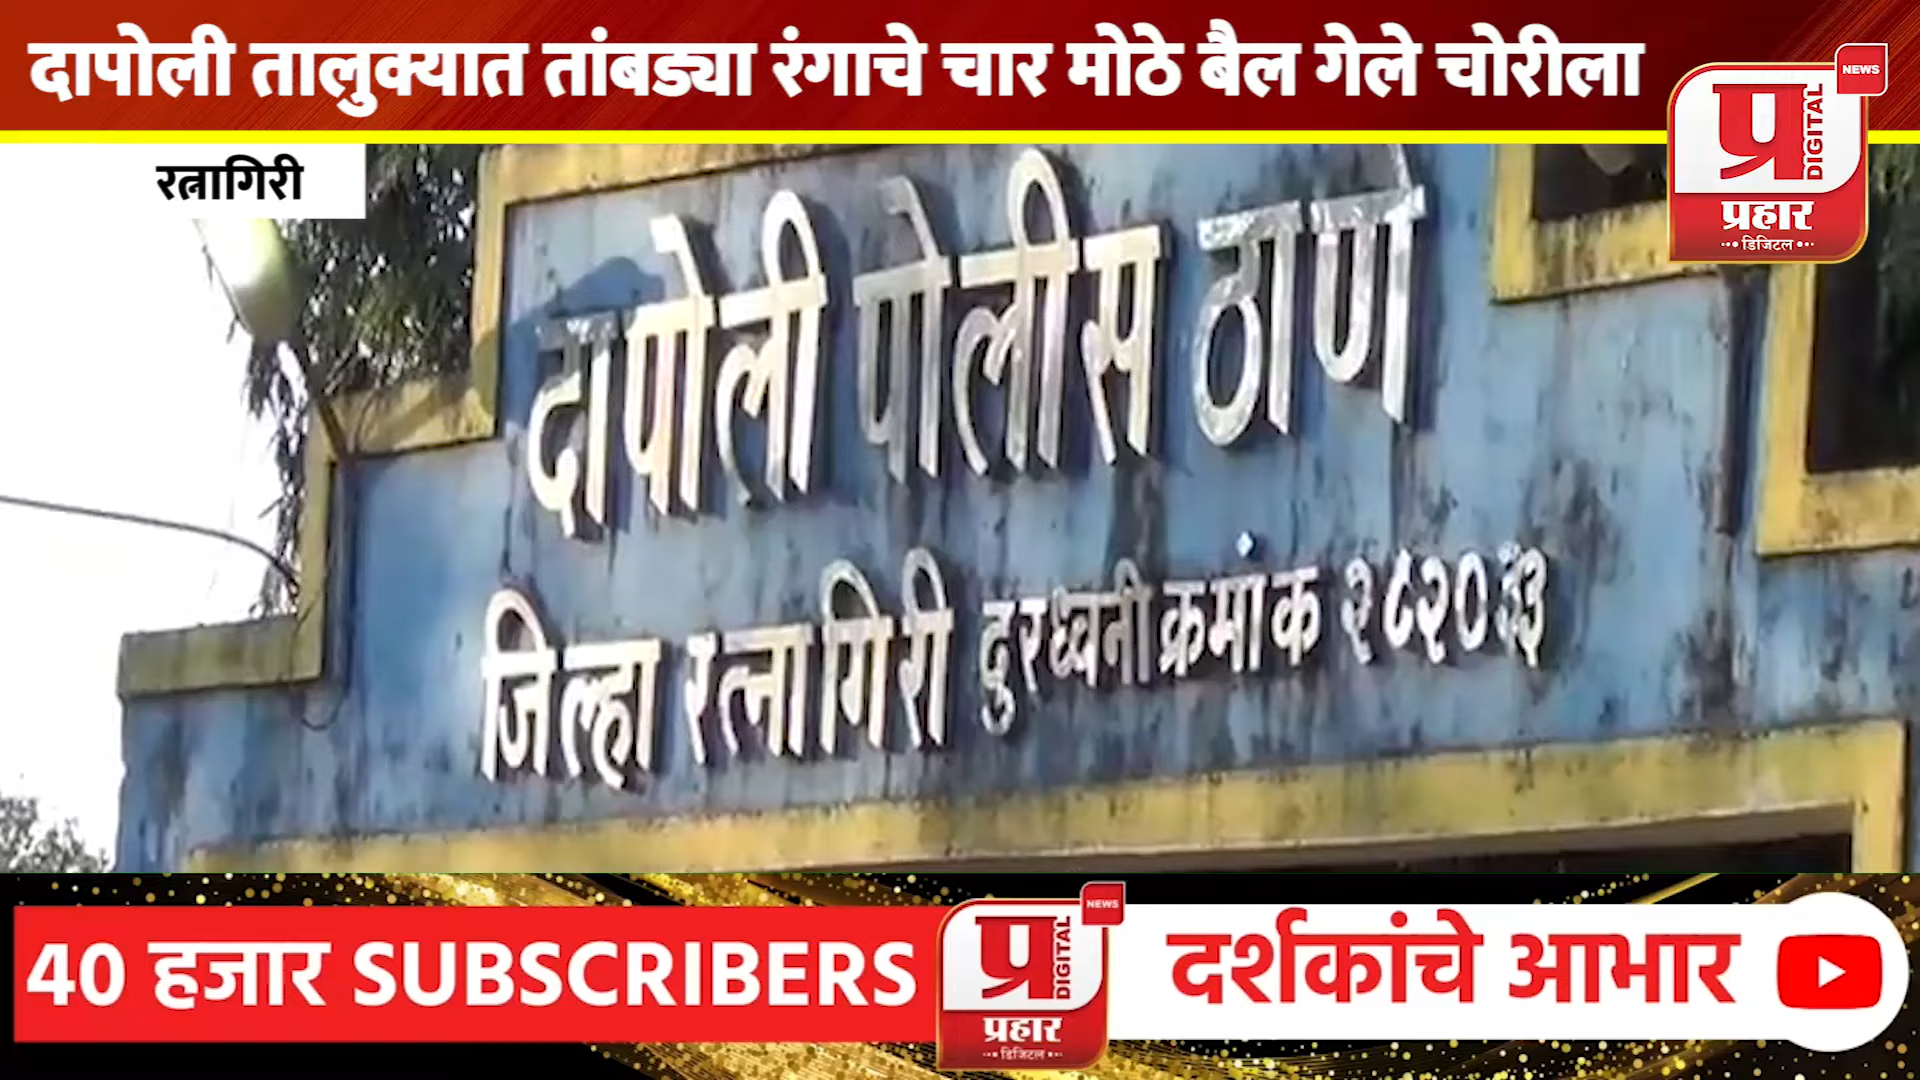 दापोली तालुक्यात तांबड्या रंगाचे चार मोठे बैल गेले चोरीला
NEWS
प्र DIGITAL
प्रहार
डिजिटल
रत्नागिरी
दापोली पोलीस ठाणे
जिल्हा रत्नागिरी दुरध्वनी क्रमांक २८२०३३
40 हजार SUBSCRIBERS
NEWS
प्र DIGITAL
प्रहार
डिजिटल
दर्शकांचे आभार